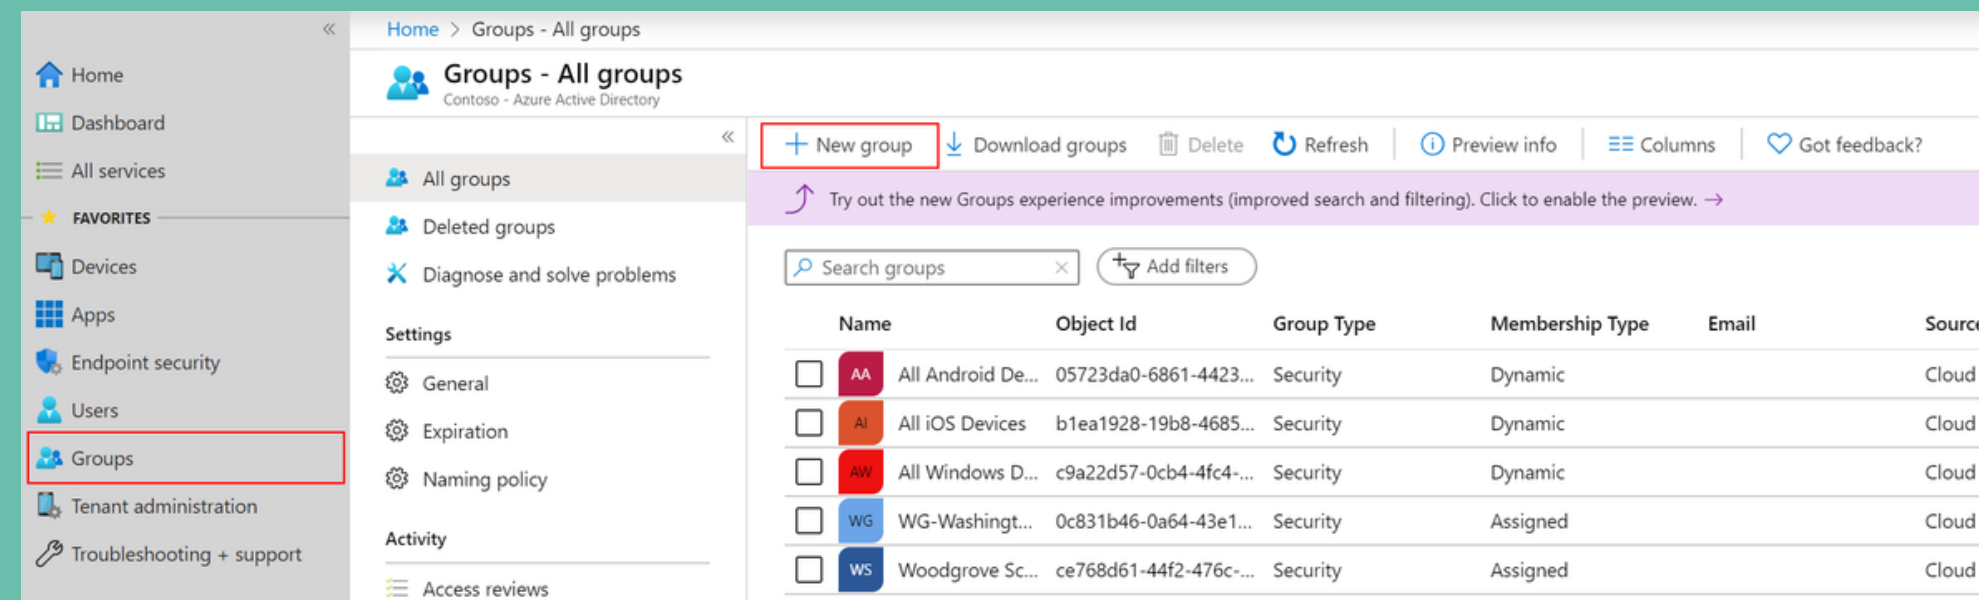 «
Home
Dashboard
All services
FAVORITES
Devices
Apps
Endpoint security
Users
Groups
Tenant administration
Troubleshooting + support
Home > Groups - All groups
Groups - All groups
Contoso - Azure Active Directory
«
All groups
Deleted groups
Diagnose and solve problems
Settings
General
Expiration
Naming policy
Activity
Access reviews
+ New group Download groups Delete Refresh Preview info Columns Got feedback?
Try out the new Groups experience improvements (improved search and filtering). Click to enable the preview. →
Search groups Add filters
Name Object Id Group Type Membership Type Email Source
AA All Android De... 05723da0-6861-4423... Security Dynamic Cloud
AI All iOS Devices b1ea1928-19b8-4685... Security Dynamic Cloud
AW All Windows D... c9a22d57-0cb4-4fc4-... Security Dynamic Cloud
WG WG-Washingt... 0c831b46-0a64-43e1... Security Assigned Cloud
WS Woodgrove Sc... ce768d61-44f2-476c-... Security Assigned Cloud